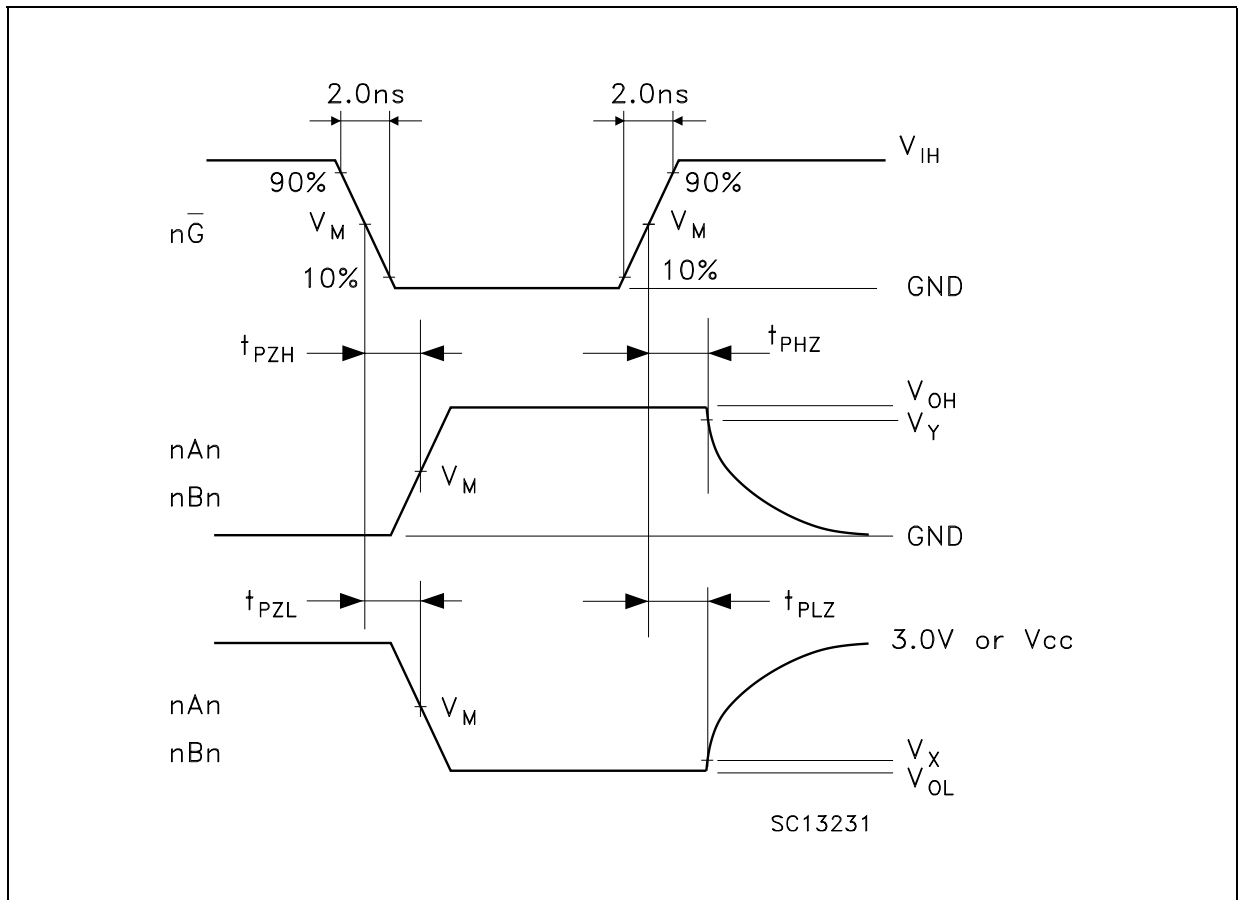 2.0ns 2.0ns
V_IH
90% 90%
nG̅ V_M V_M
10% 10%
GND
t_PZH t_PHZ
V_OH
V_Y
nAn
V_M
nBn
GND
t_PZL t_PLZ
3.0V or Vcc
nAn V_M
nBn V_X
V_OL
SC13231